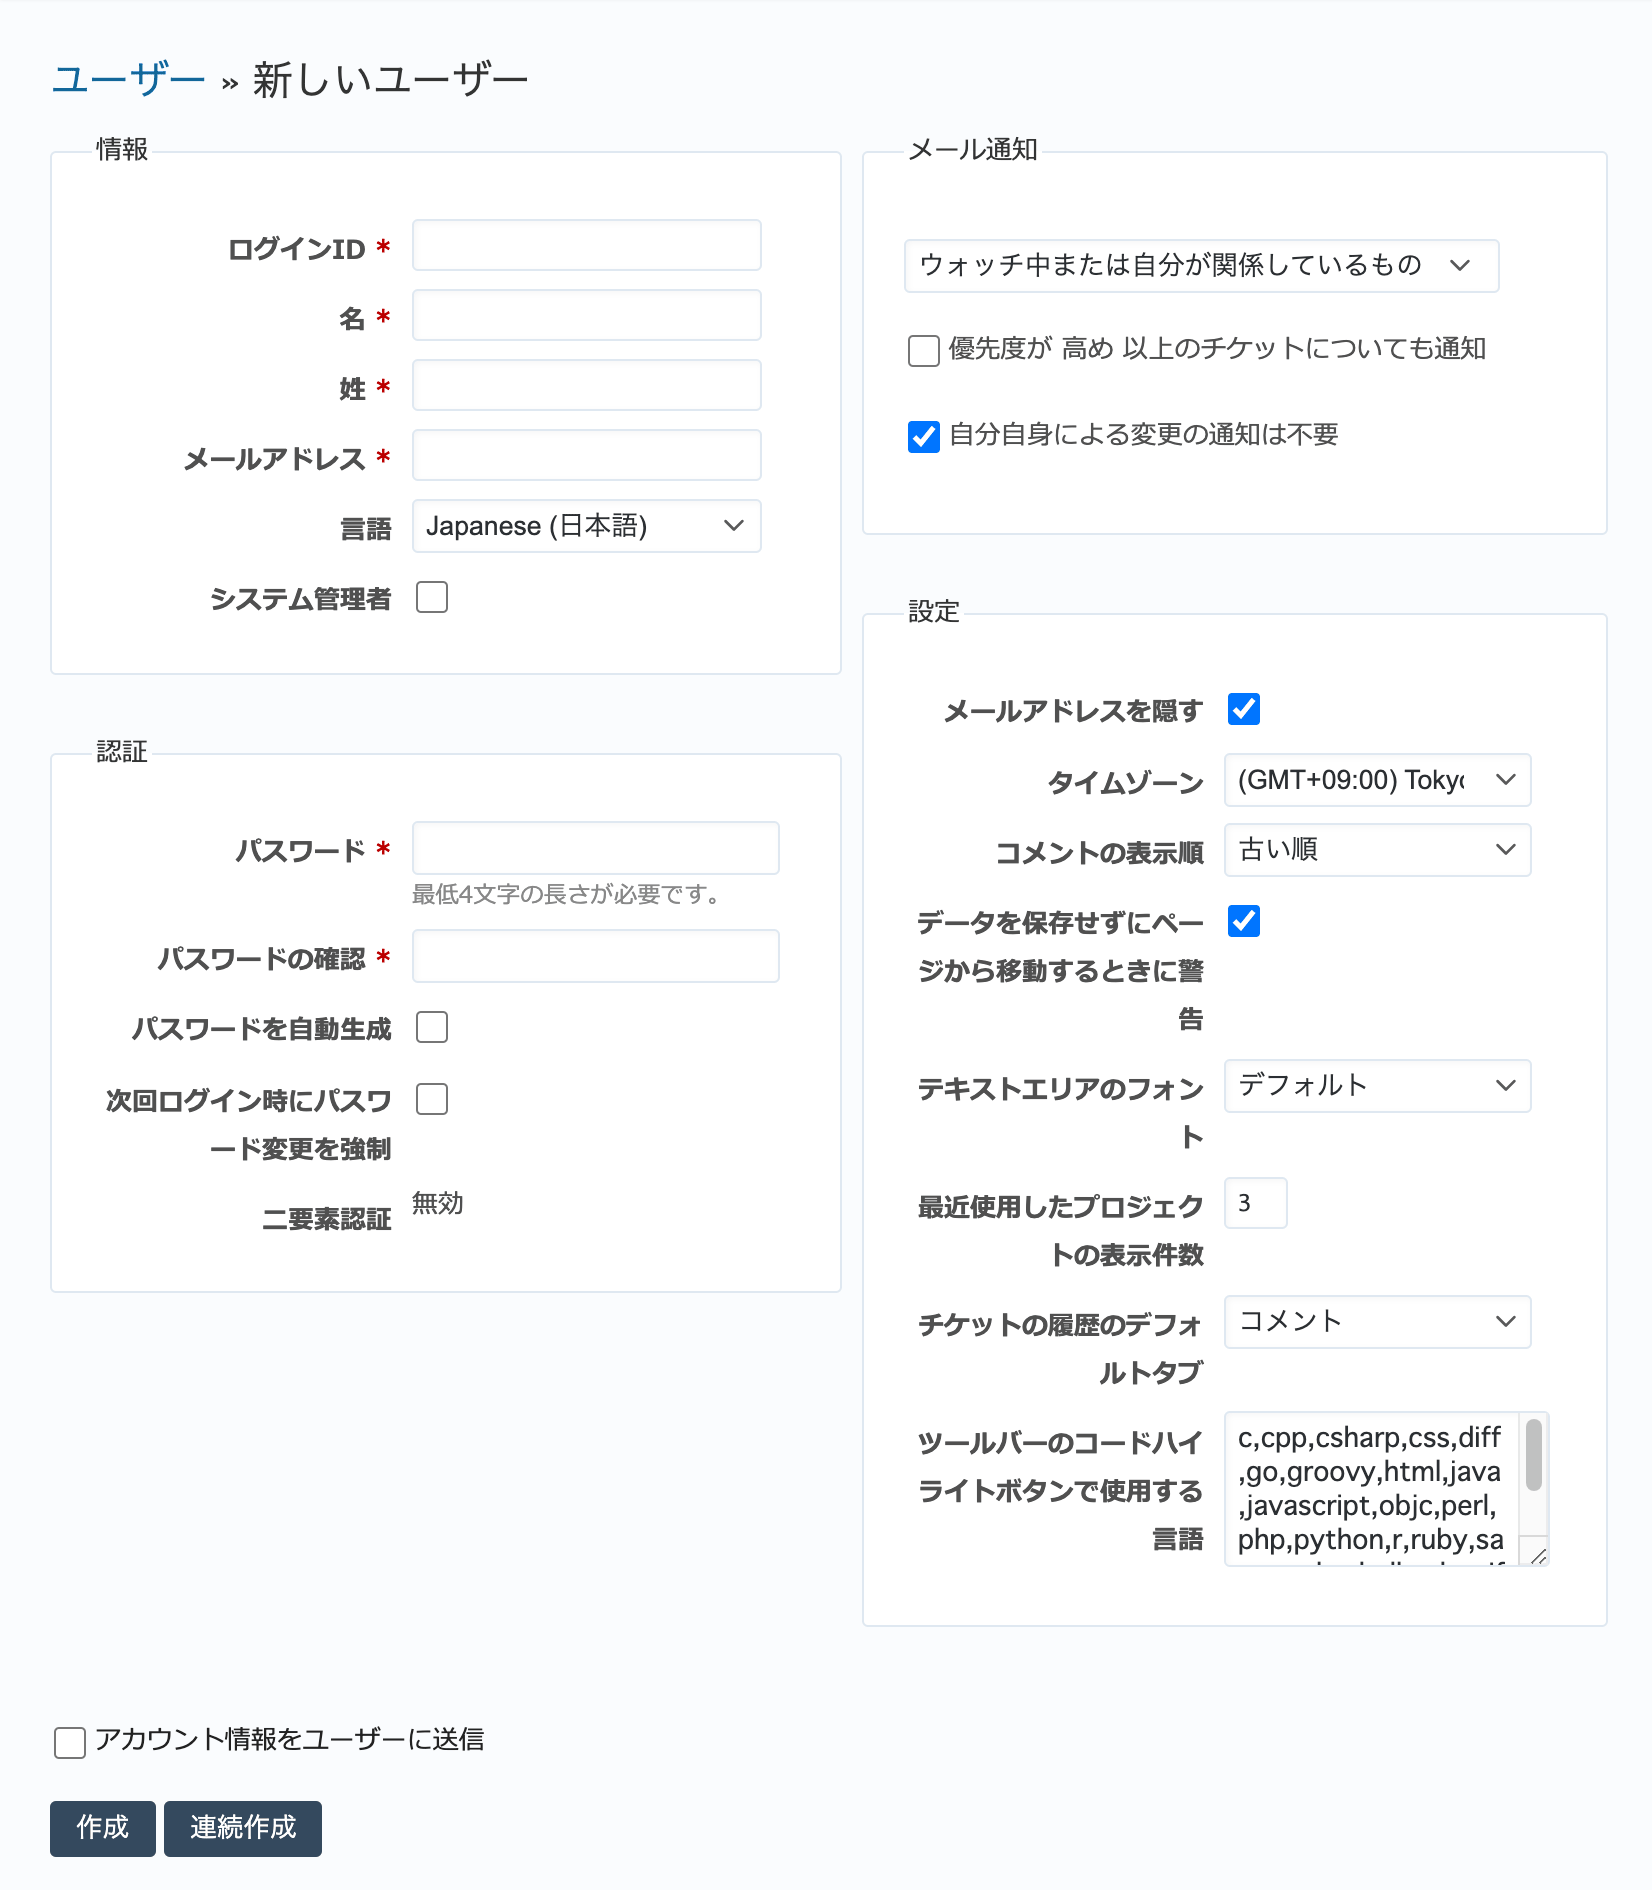 ユーザー » 新しいユーザー
情報
ログインID *
名 *
姓 *
メールアドレス *
言語 Japanese (日本語)
システム管理者
認証
パスワード *
最低4文字の長さが必要です。
パスワードの確認 *
パスワードを自動生成
次回ログイン時にパスワ
ード変更を強制
二要素認証 無効
メール通知
ウォッチ中または自分が関係しているもの
優先度が 高め 以上のチケットについても通知
自分自身による変更の通知は不要
設定
メールアドレスを隠す
タイムゾーン (GMT+09:00) Tokyo
コメントの表示順 古い順
データを保存せずにペー
ジから移動するときに警
告
テキストエリアのフォン
ト
デフォルト
最近使用したプロジェク
トの表示件数
3
チケットの履歴のデフォ
ルトタブ
コメント
ツールバーのコードハイ
ライトボタンで使用する
言語
c,cpp,csharp,css,diff
,go,groovy,html,java
,javascript,objc,perl,
php,python,r,ruby,sa
アカウント情報をユーザーに送信
作成 連続作成